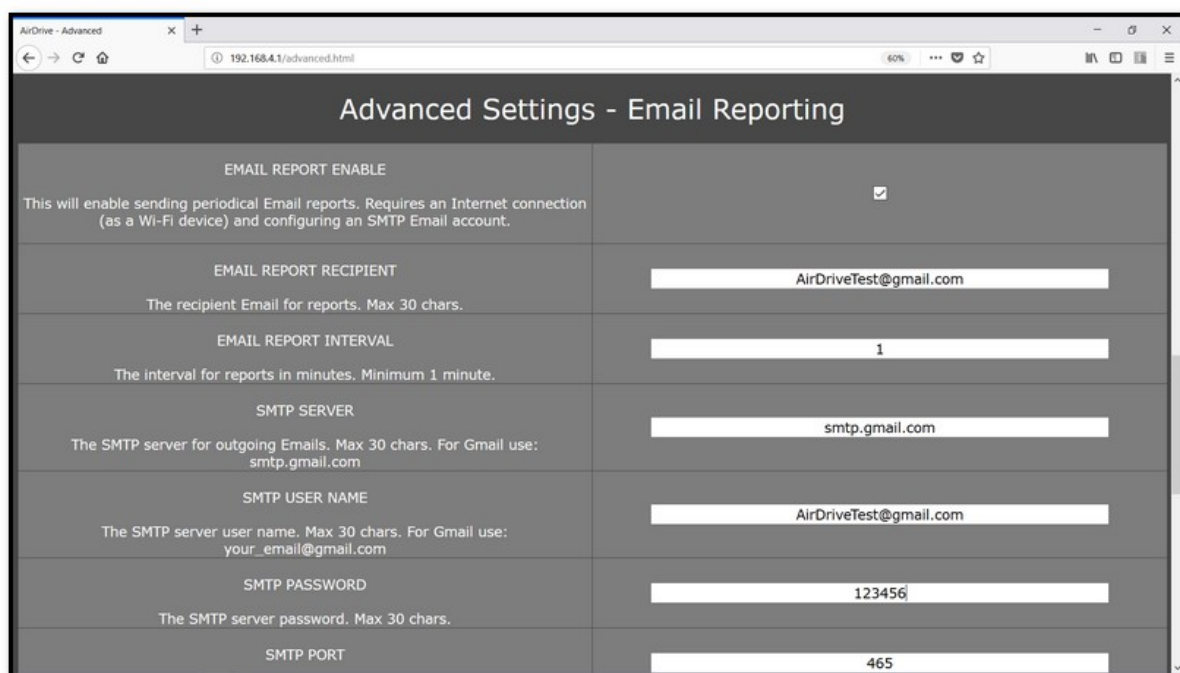 AirDrive - Advanced
192.168.4.1/advanced.html
60%
Advanced Settings - Email Reporting
EMAIL REPORT ENABLE
This will enable sending periodical Email reports. Requires an Internet connection
(as a Wi-Fi device) and configuring an SMTP Email account.
EMAIL REPORT RECIPIENT
The recipient Email for reports. Max 30 chars.
AirDriveTest@gmail.com
EMAIL REPORT INTERVAL
The interval for reports in minutes. Minimum 1 minute.
1
SMTP SERVER
The SMTP server for outgoing Emails. Max 30 chars. For Gmail use:
smtp.gmail.com
smtp.gmail.com
SMTP USER NAME
The SMTP server user name. Max 30 chars. For Gmail use:
your_email@gmail.com
AirDriveTest@gmail.com
SMTP PASSWORD
The SMTP server password. Max 30 chars.
123456
SMTP PORT
465